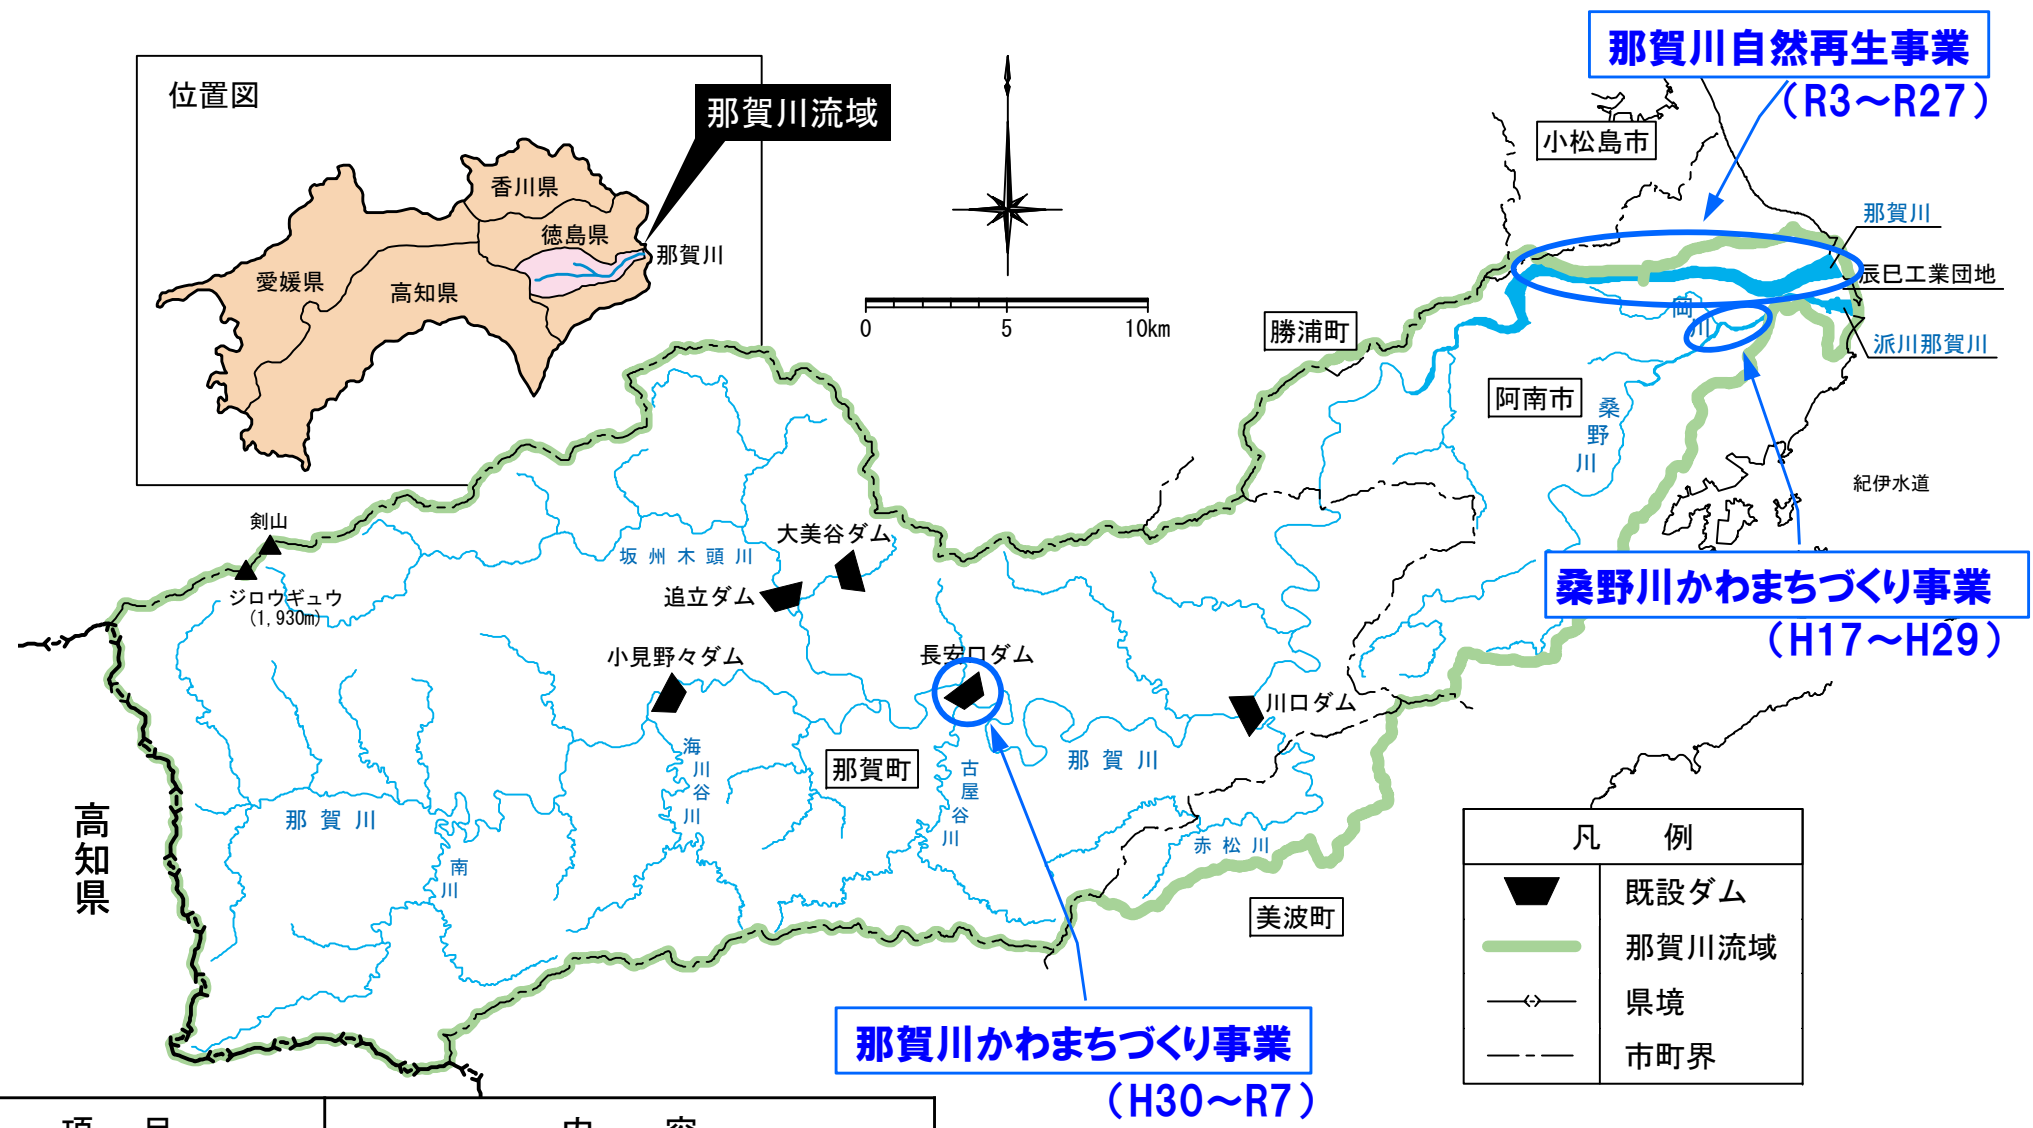 位置図
那賀川流域
香川県
徳島県
愛媛県
高知県
那賀川
0 5 10km
那賀川自然再生事業
（R3～R27）
小松島市
那賀川
辰巳工業団地
岡川
派川那賀川
勝浦町
阿南市
桑野川
紀伊水道
剣山
ジロウギュウ
(1,930m)
坂州木頭川
大美谷ダム
追立ダム
小見野々ダム
長安口ダム
川口ダム
桑野川かわまちづくり事業
（H17～H29）
海川谷川
那賀町
古屋谷川
那賀川
那賀川
南川
赤松川
高知県
美波町
那賀川かわまちづくり事業
（H30～R7）
凡 例
既設ダム
那賀川流域
県境
市町界
項 目 内 容